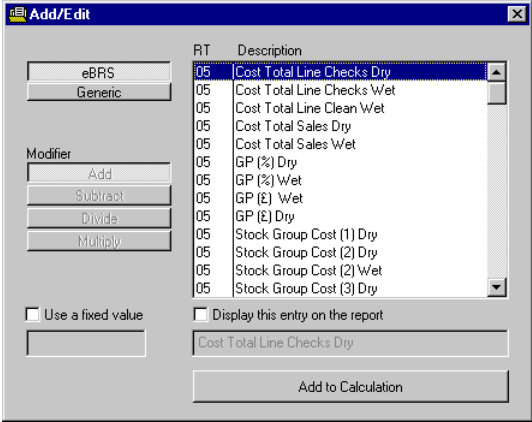 Add/Edit
RT Description
eBRS
Generic
05 Cost Total Line Checks Dry
05 Cost Total Line Checks Wet
05 Cost Total Line Clean Wet
05 Cost Total Sales Dry
05 Cost Total Sales Wet
05 GP (%) Dry
05 GP (%) Wet
05 GP (£) Wet
05 GP (£) Dry
05 Stock Group Cost (1) Dry
05 Stock Group Cost (2) Dry
05 Stock Group Cost (2) Wet
05 Stock Group Cost (3) Dry
Modifier
Add
Subtract
Divide
Multiply
Use a fixed value
Display this entry on the report
Cost Total Line Checks Dry
Add to Calculation